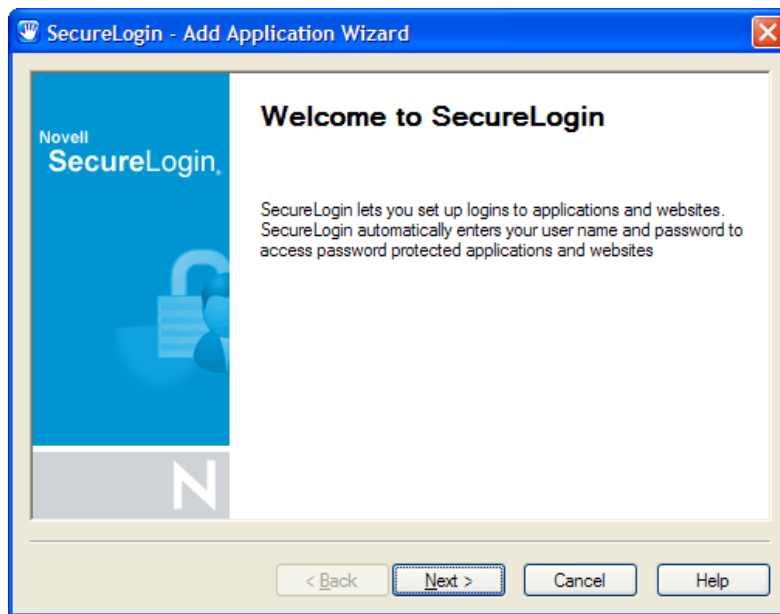 SecureLogin - Add Application Wizard
Novell
SecureLogin®
Welcome to SecureLogin
SecureLogin lets you set up logins to applications and websites.
SecureLogin automatically enters your user name and password to
access password protected applications and websites
N
< Back
Next >
Cancel
Help